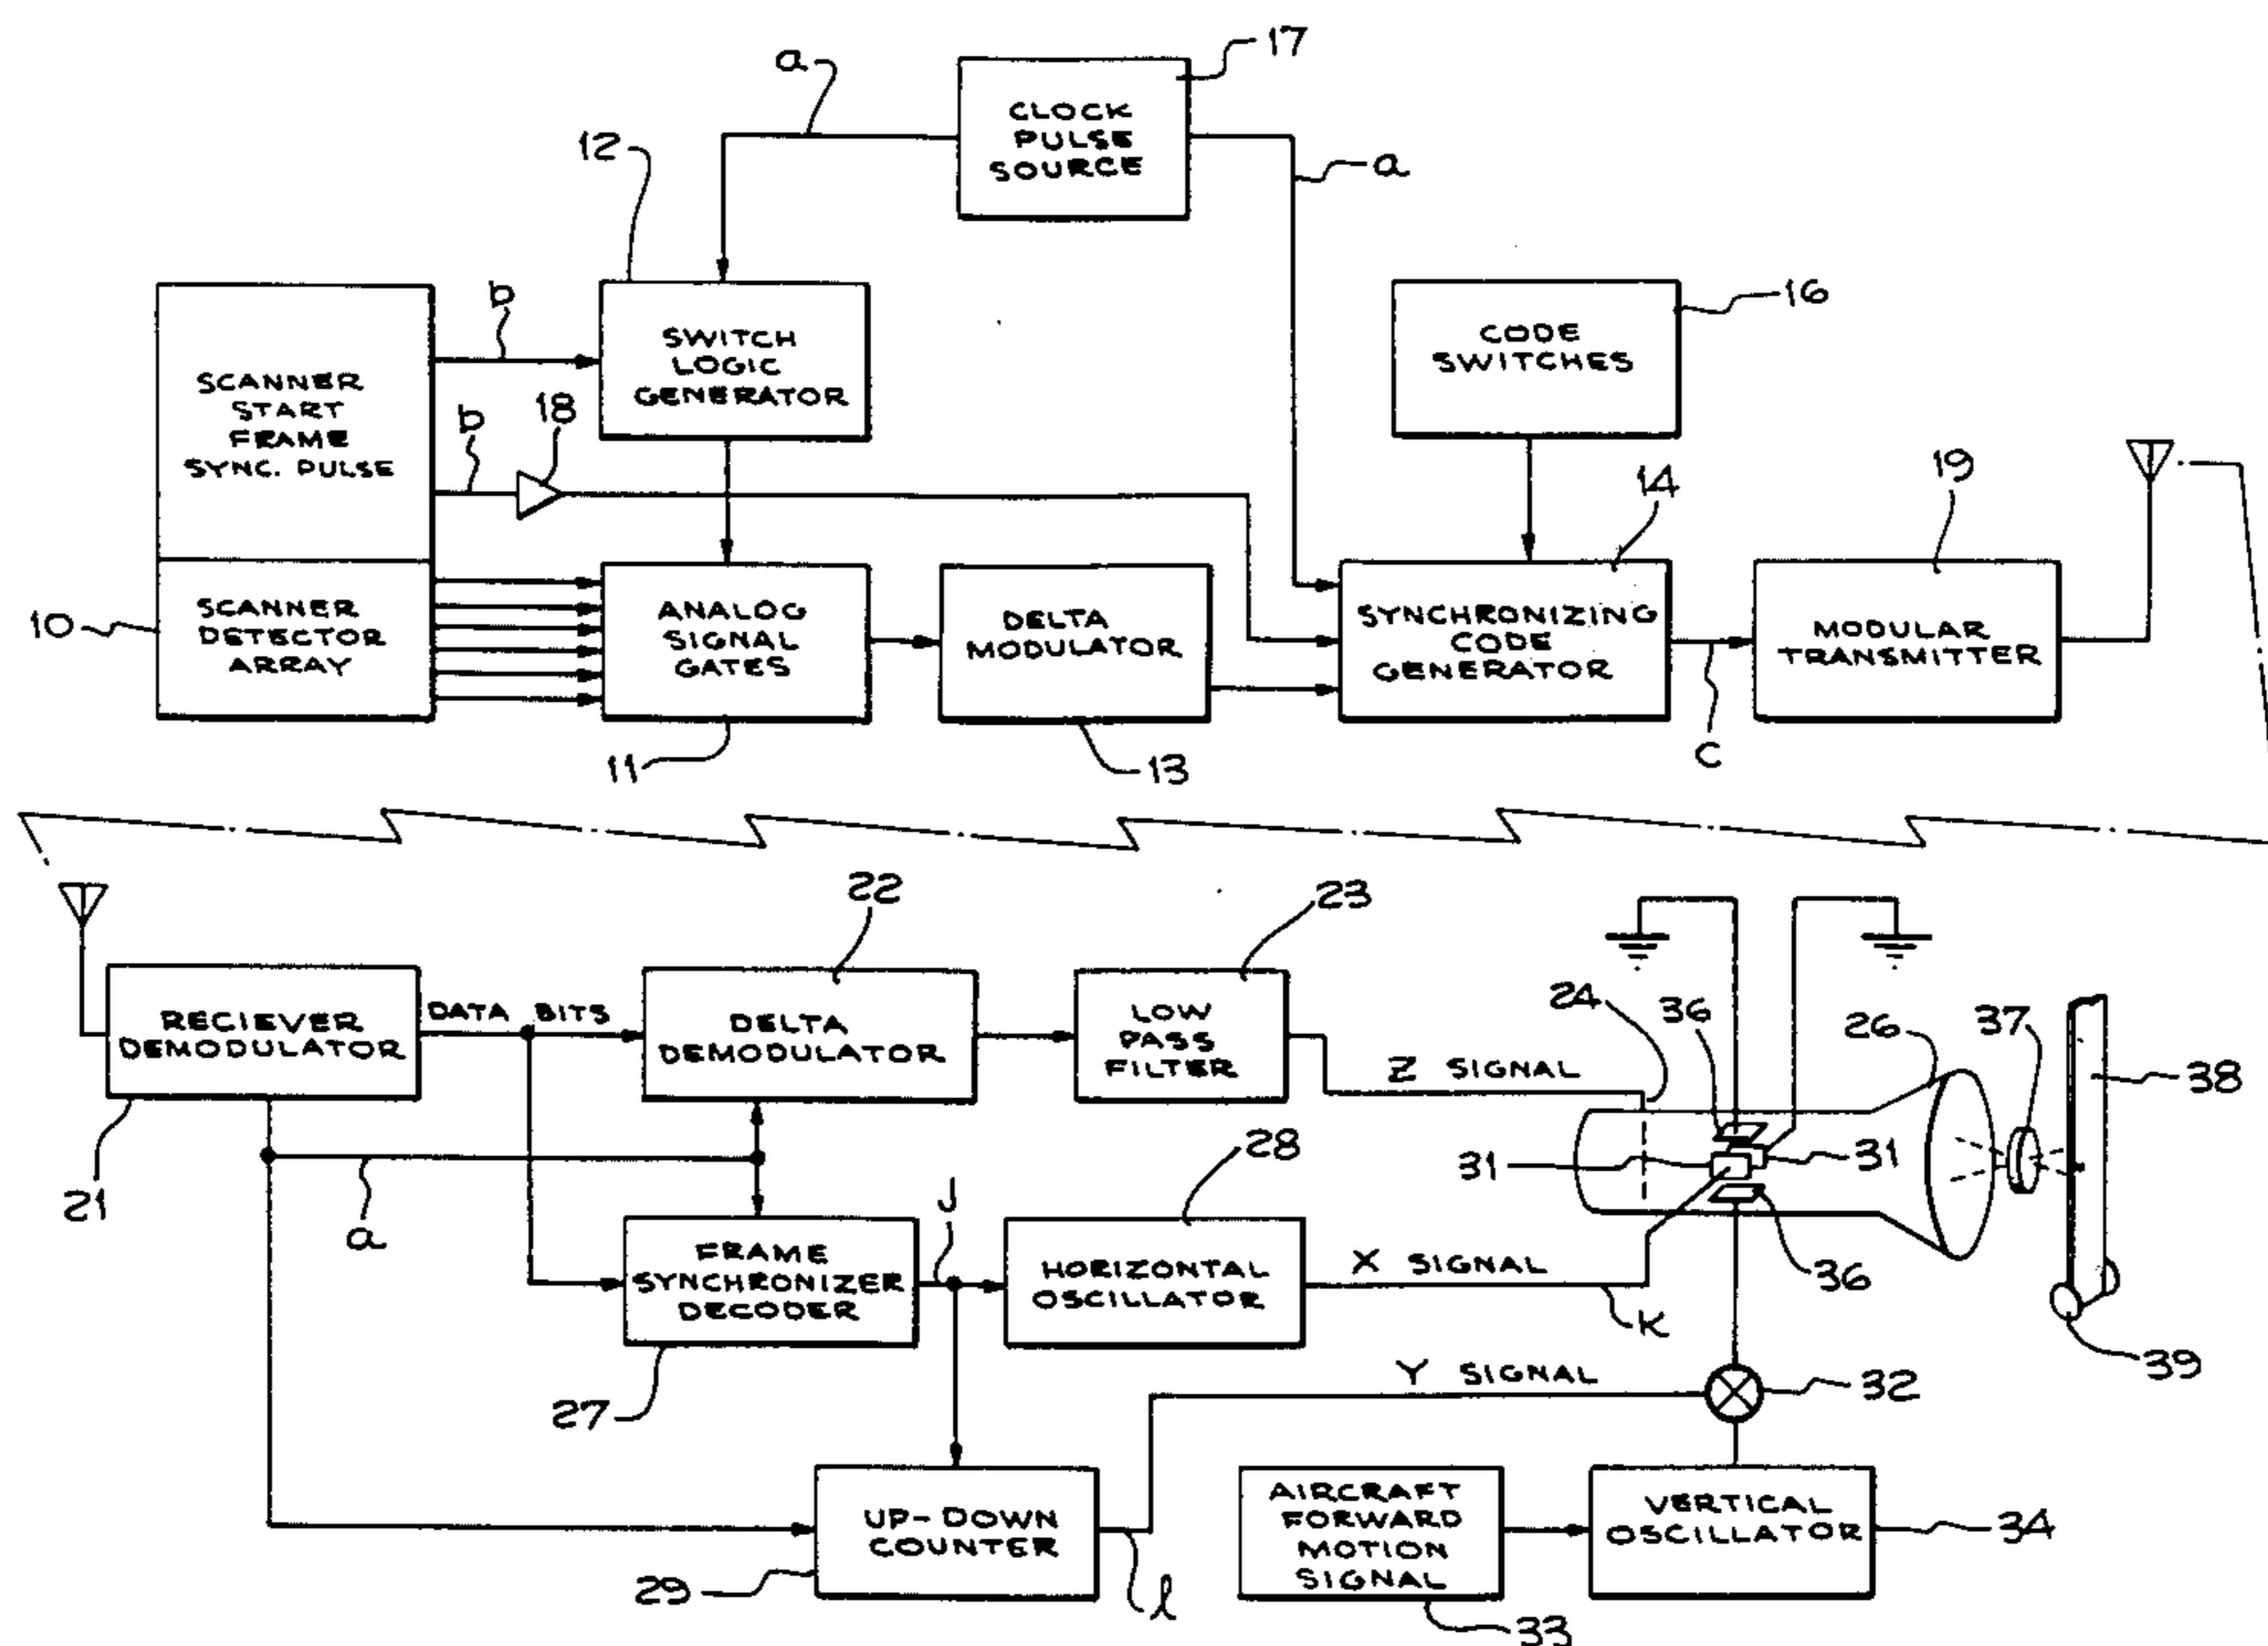 17
a
CLOCK
PULSE
SOURCE
12
a
b
SWITCH
LOGIC
GENERATOR
CODE
SWITCHES
16
SCANNER
START
FRAME
SYNC. PULSE
b
18
14
19
10
SCANNER
DETECTOR
ARRAY
ANALOG
SIGNAL
GATES
DELTA
MODULATOR
SYNCHRONIZING
CODE
GENERATOR
MODULAR
TRANSMITTER
11
13
C
22
23
RECIEVER
DEMODULATOR
DATA BITS
DELTA
DEMODULATOR
LOW
PASS
FILTER
24
36
26
37
38
Z SIGNAL
21
a
31
31
36
FRAME
SYNCHRONIZER
DECODER
J
28
HORIZONTAL
OSCILLATOR
X SIGNAL
K
39
27
Y SIGNAL
32
UP-DOWN
COUNTER
29
l
AIRCRAFT
FORWARD
MOTION
SIGNAL
33
VERTICAL
OSCILLATOR
34